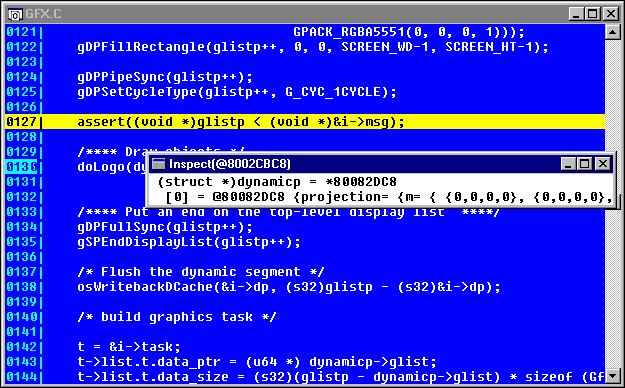 GFX.C
0121| GPACK_RGBA5551(0, 0, 0, 1)));
0122| gDPFillRectangle(glistp++, 0, 0, SCREEN_WD-1, SCREEN_HT-1);
0123|
0124| gDPPipeSync(glistp++);
0125| gDPSetCycleType(glistp++, G_CYC_1CYCLE);
0126|
0127| assert((void *)glistp < (void *)&i->msg);
0128|
0129| /**** Draw objects */
0130| doLogo(dy
Inspect(@8002CBC8)
(struct *)dynamicp = *80082DC8
[0] = @80082DC8 {projection= {m= { {0,0,0,0}, {0,0,0,0},
0131|
0132|
0133| /**** Put an end on the top-level display list ****/
0134| gDPFullSync(glistp++);
0135| gSPEndDisplayList(glistp++);
0136|
0137| /* Flush the dynamic segment */
0138| osWritebackDCache(&i->dp, (s32)glistp - (s32)&i->dp);
0139|
0140| /* build graphics task */
0141|
0142| t = &i->task;
0143| t->list.t.data_ptr = (u64 *) dynamicp->glist;
0144| t->list.t.data_size = (s32)(glistp - dynamicp->glist) * sizeof (Gf